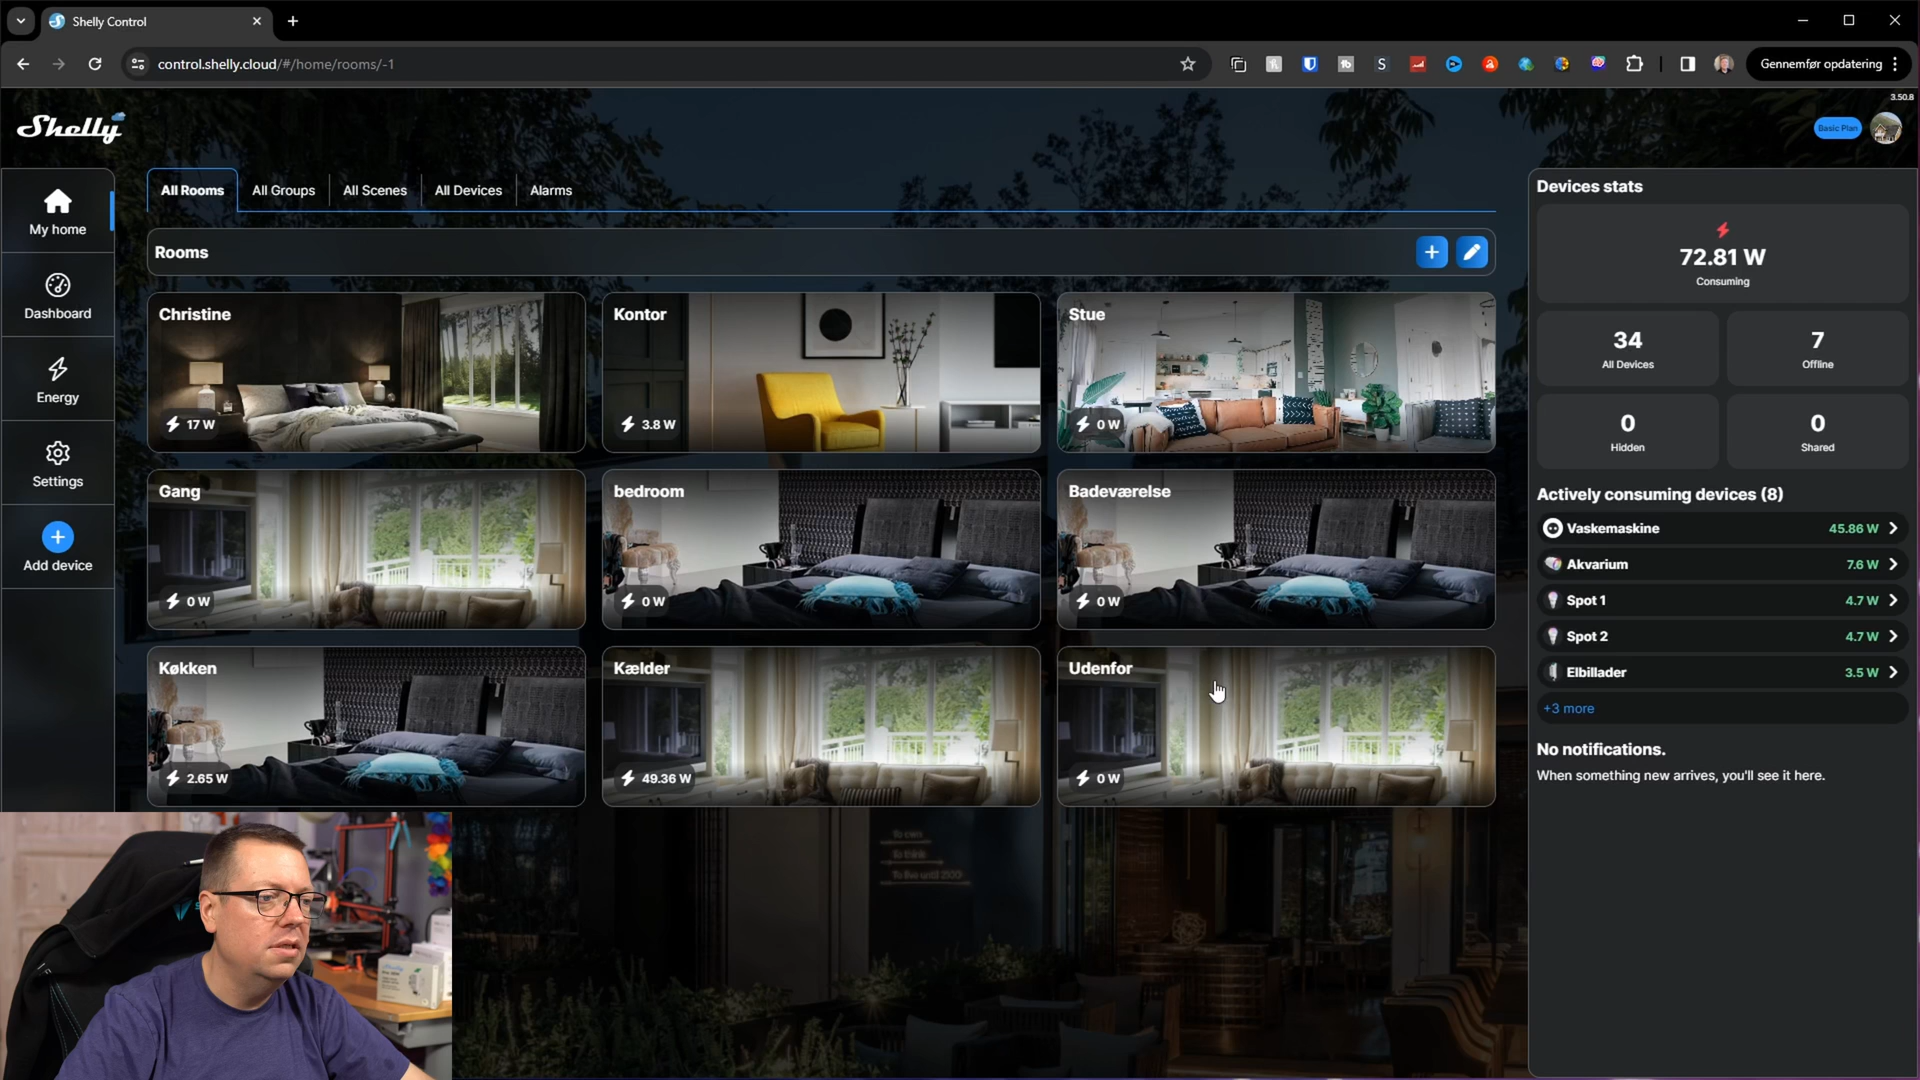 Shelly Control
control.shelly.cloud/#/home/rooms/-1
Gennemfør opdatering
3.50.8
Shelly
Basic Plan
My home
Dashboard
Energy
Settings
Add device
All Rooms
All Groups
All Scenes
All Devices
Alarms
Rooms
Christine
17 W
Kontor
3.8 W
Stue
0 W
Gang
0 W
bedroom
0 W
Badeværelse
0 W
Køkken
2.65 W
Kælder
49.36 W
Udenfor
0 W
Devices stats
72.81 W
Consuming
34
All Devices
7
Offline
0
Hidden
0
Shared
Actively consuming devices (8)
Vaskemaskine 45.86 W
Akvarium 7.6 W
Spot 1 4.7 W
Spot 2 4.7 W
Elbillader 3.5 W
+3 more
No notifications.
When something new arrives, you'll see it here.